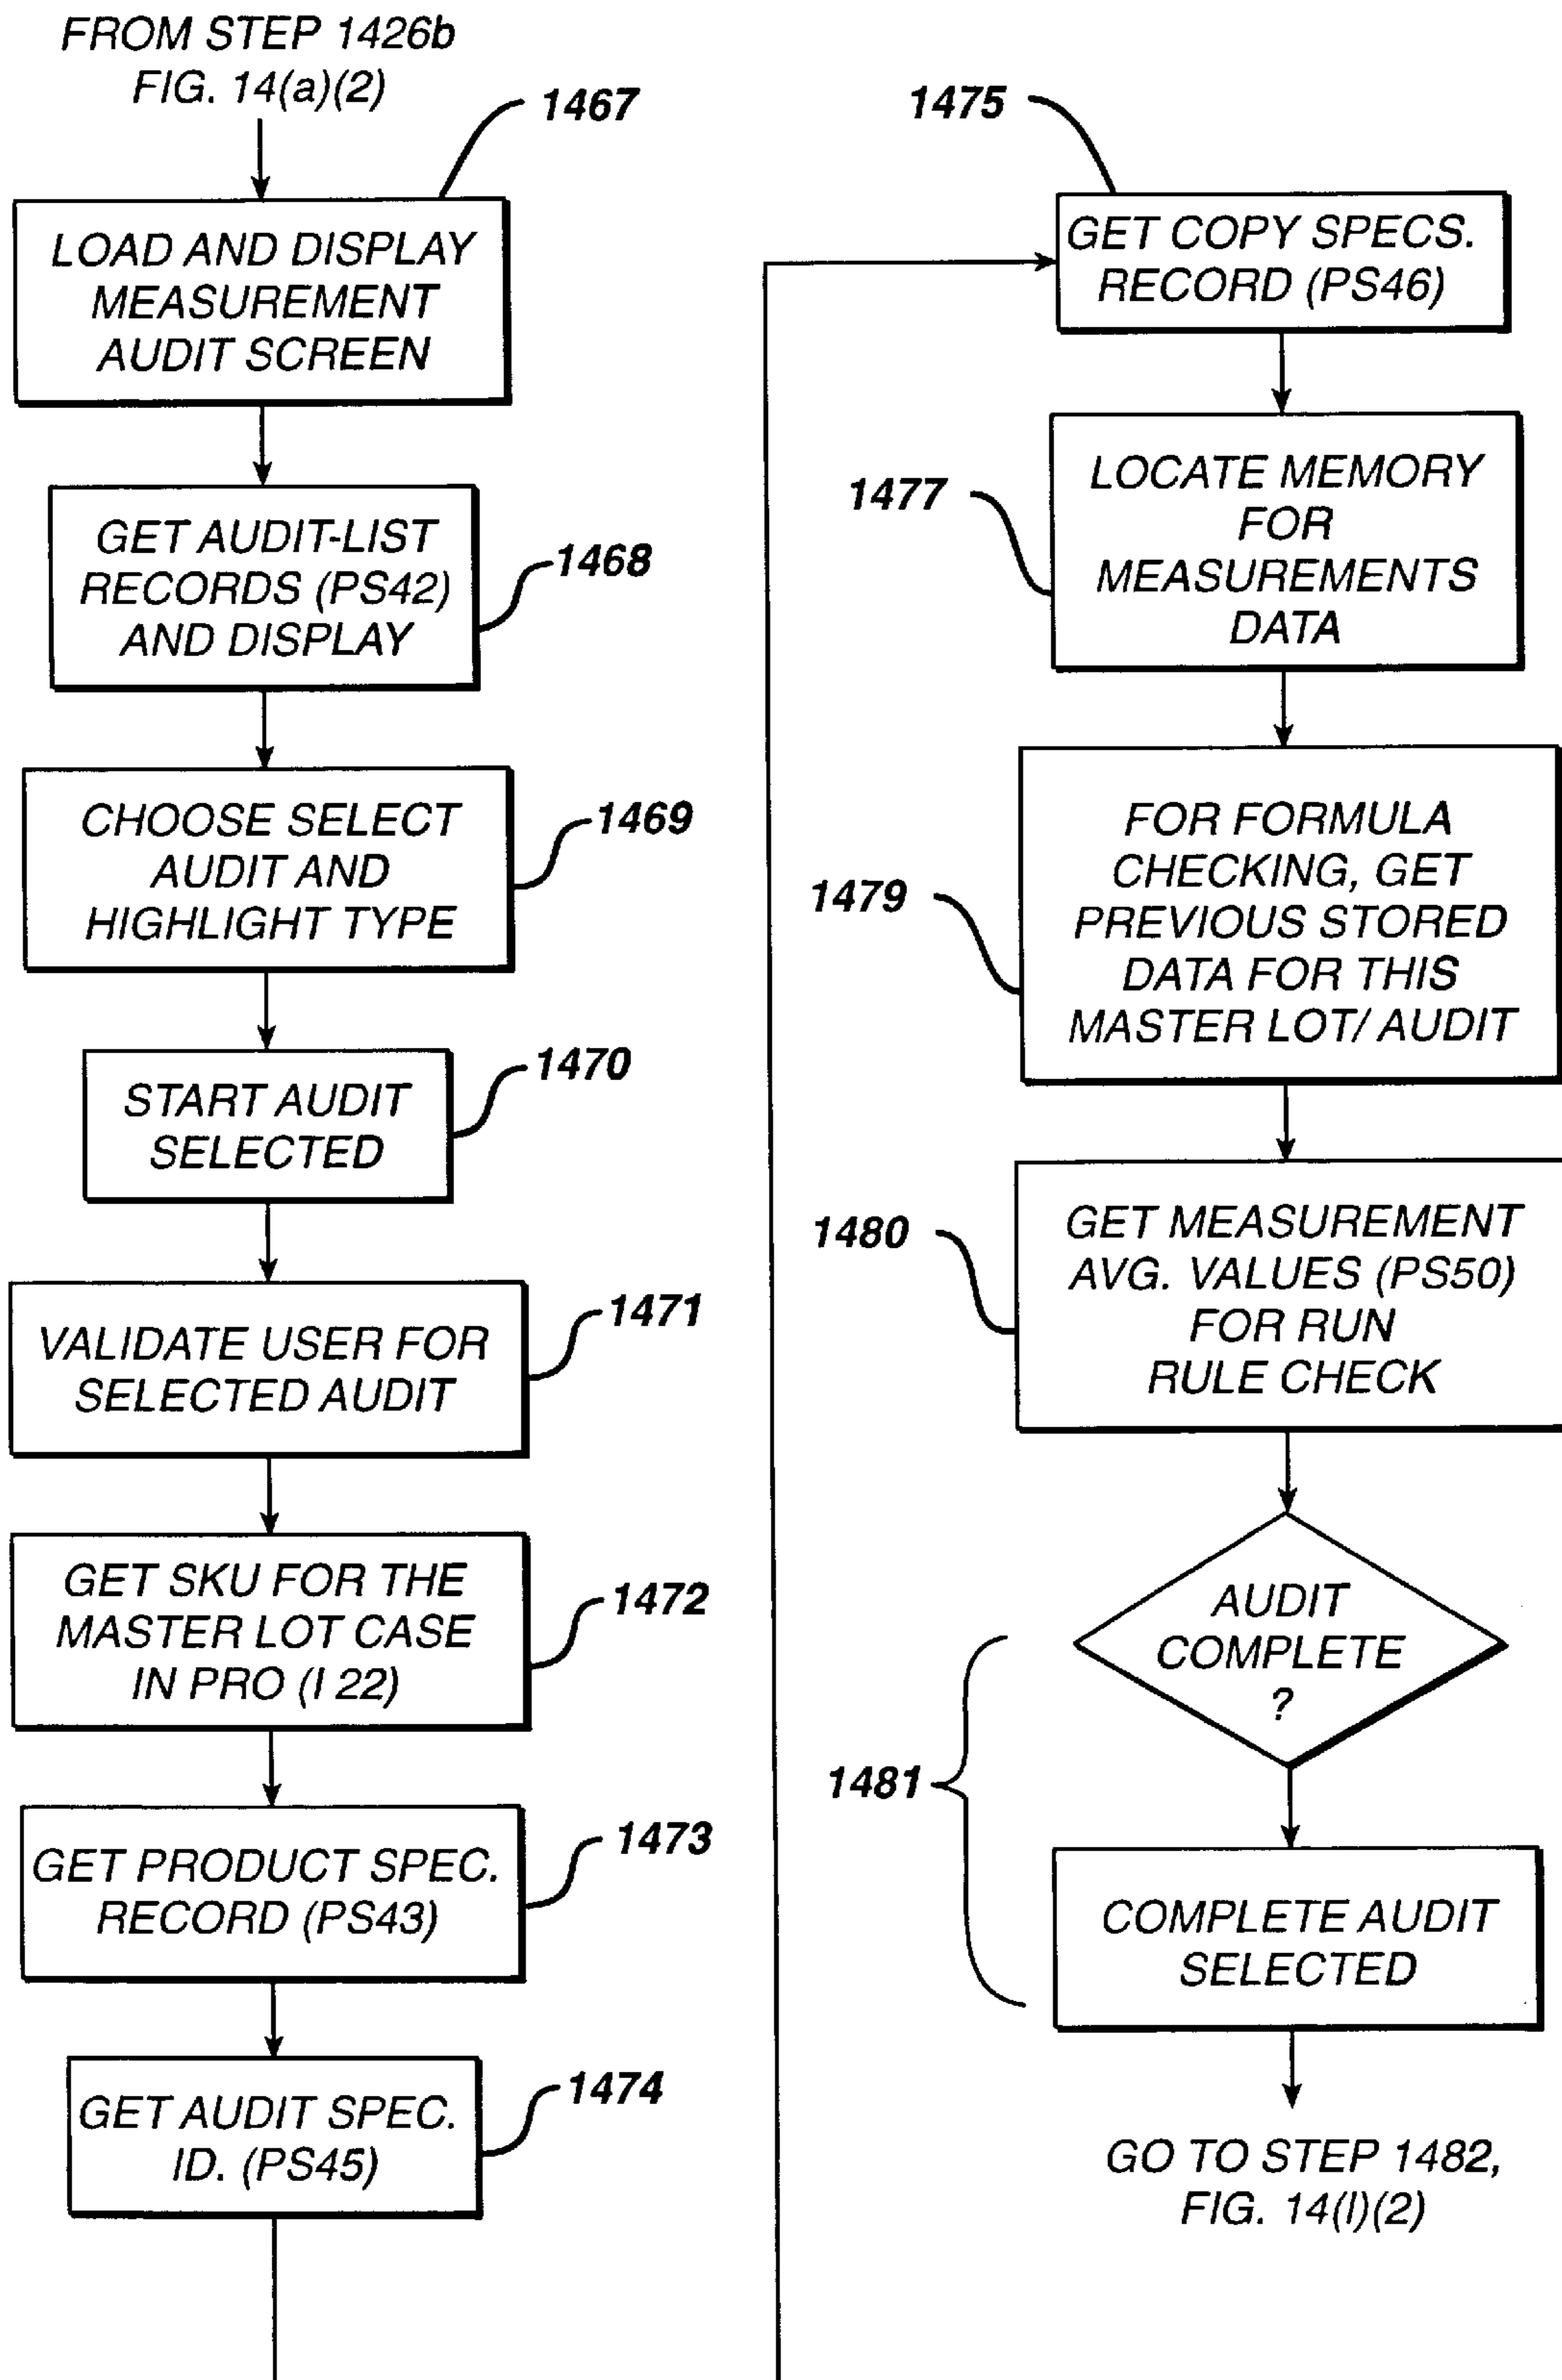 FROM STEP 1426b
FIG. 14(a)(2)
1467
LOAD AND DISPLAY
MEASUREMENT
AUDIT SCREEN
GET AUDIT-LIST
RECORDS (PS42)
AND DISPLAY
1468
CHOOSE SELECT
AUDIT AND
HIGHLIGHT TYPE
1469
START AUDIT
SELECTED
1470
VALIDATE USER FOR
SELECTED AUDIT
1471
GET SKU FOR THE
MASTER LOT CASE
IN PRO (I 22)
1472
GET PRODUCT SPEC.
RECORD (PS43)
1473
GET AUDIT SPEC.
ID. (PS45)
1474
1475
GET COPY SPECS.
RECORD (PS46)
1477
LOCATE MEMORY
FOR
MEASUREMENTS
DATA
1479
FOR FORMULA
CHECKING, GET
PREVIOUS STORED
DATA FOR THIS
MASTER LOT/ AUDIT
1480
GET MEASUREMENT
AVG. VALUES (PS50)
FOR RUN
RULE CHECK
AUDIT
COMPLETE
?
1481
COMPLETE AUDIT
SELECTED
GO TO STEP 1482,
FIG. 14(l)(2)